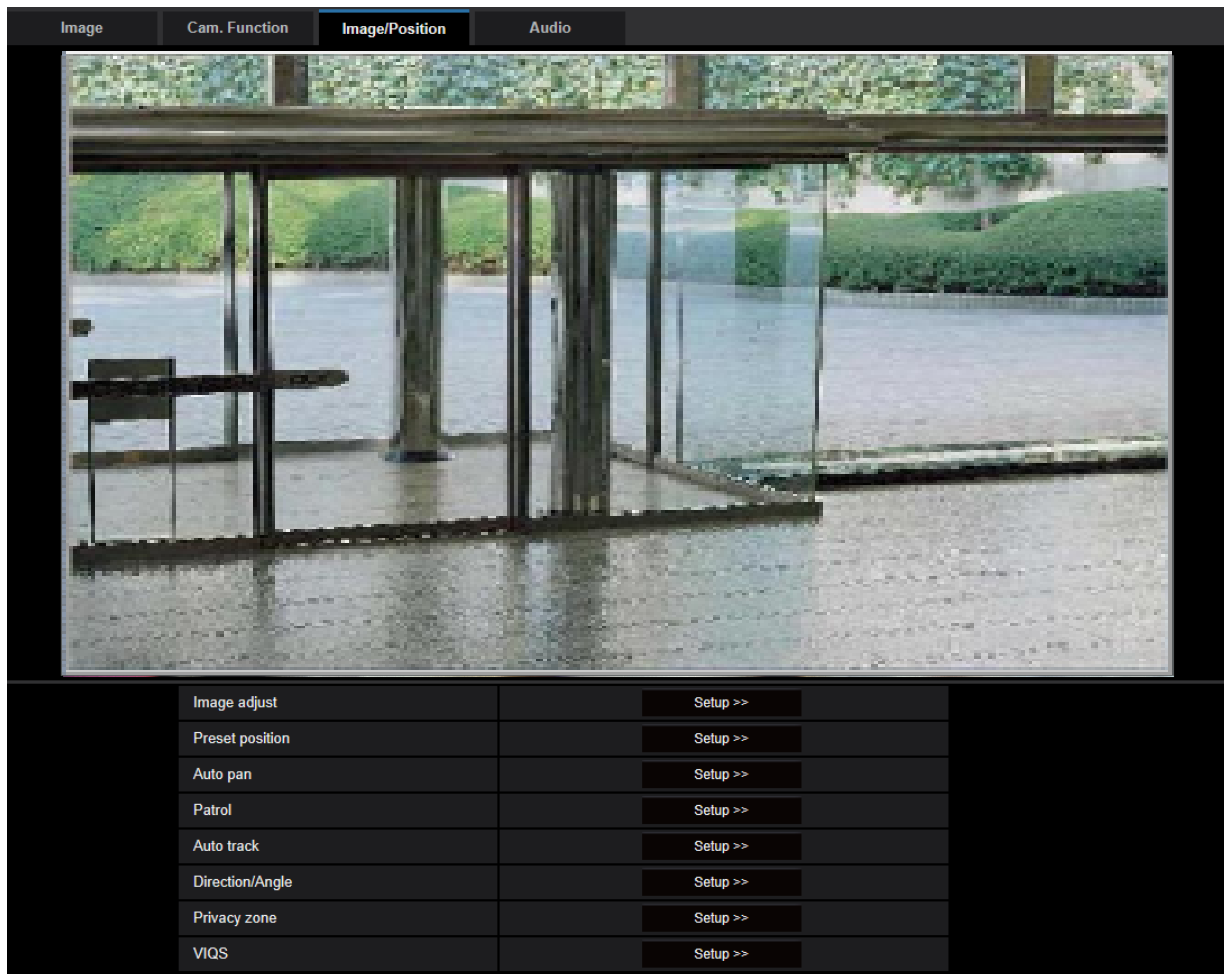 Image Cam. Function Image/Position Audio
Image adjust Setup >>
Preset position Setup >>
Auto pan Setup >>
Patrol Setup >>
Auto track Setup >>
Direction/Angle Setup >>
Privacy zone Setup >>
VIQS Setup >>